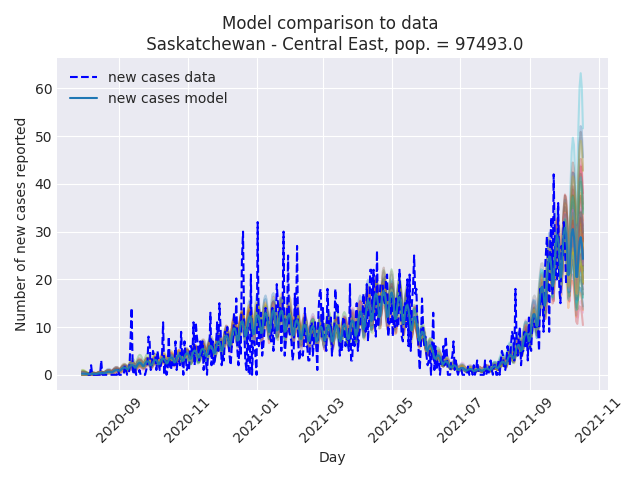 Model comparison to data
Saskatchewan - Central East, pop. = 97493.0
new cases data
new cases model
Number of new cases reported
60
50
40
30
20
10
0
2020-09
2020-11
2021-01
2021-03
2021-05
2021-07
2021-09
2021-11
Day